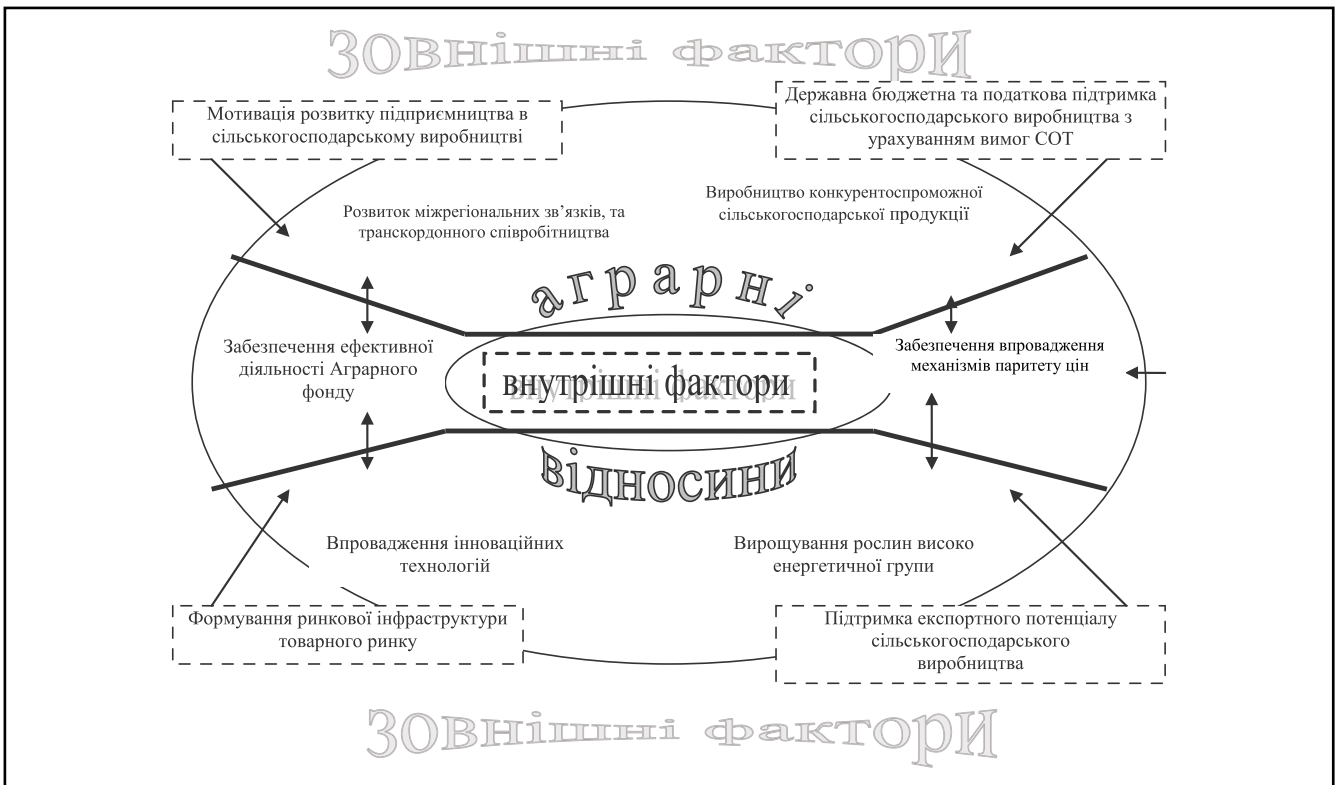 зовнішні фактори
Мотивація розвитку підприємництва в
сільськогосподарському виробництві
Державна бюджетна та податкова підтримка
сільськогосподарського виробництва з
урахуванням вимог СОТ
Розвиток міжрегіональних зв’язків, та
транскордонного співробітництва
Виробництво конкурентоспроможної
сільськогосподарської продукції
аграрні
Забезпечення ефективної
діяльності Аграрного
фонду
внутрішні фактори
Забезпечення впровадження
механізмів паритету цін
відносини
Впровадження інноваційних
технологій
Вирощування рослин високо
енергетичної групи
Формування ринкової інфраструктури
товарного ринку
Підтримка експортного потенціалу
сільськогосподарського
виробництва
зовнішні фактори